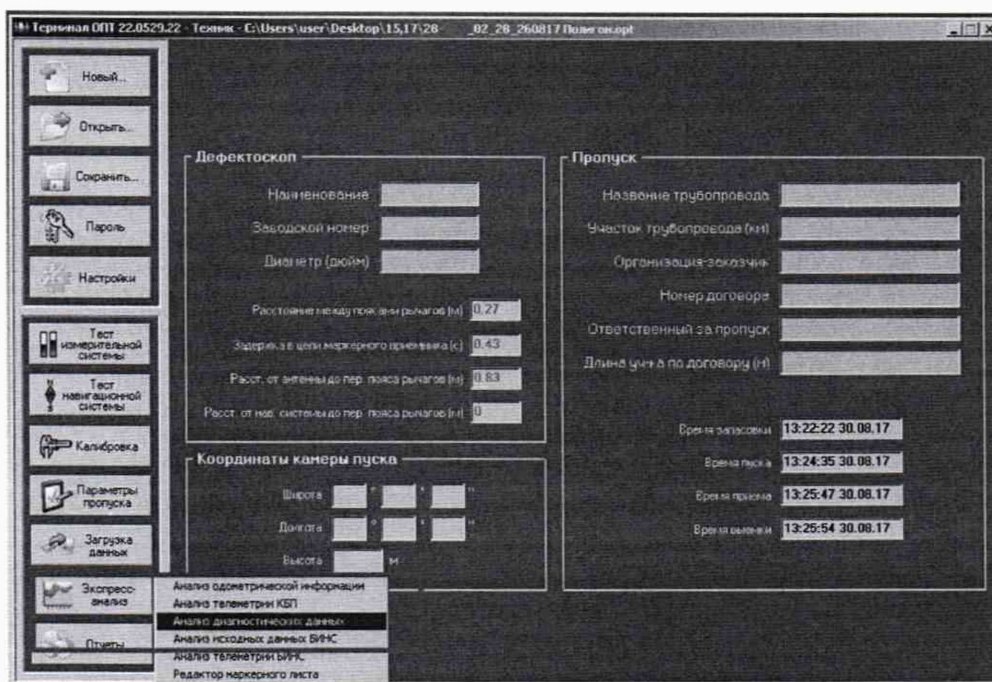 Терминал ОПТ 22.0529.22 - Техник - C:\Users\user\Desktop\15,17\28 _02_28_260817 Полигон.opt
Новый...
Открыть...
Сохранить...
Пароль
Настройки
Тест
измерительной
системы
Тест
навигационной
системы
Калибровка
Параметры
пропуска
Загрузка
данных
Экспресс-
анализ
Отчеты
Дефектоскоп
Наименование
Заводской номер
Диаметр (дюйм)
Расстояние между поясами рычагов (м) 0.27
Задержка в цепи маркерного приемника (с) 0.43
Расст. от антенны до пер. пояса рычагов (м) 0.83
Расст. от нав. системы до пер. пояса рычагов (м) 0
Координаты камеры пуска
Широта ° ' "
Долгота ° ' "
Высота м
Пропуск
Название трубопровода
Участок трубопровода (км)
Организация-заказчик
Номер договора
Ответственный за пропуск
Длина уч-ка по договору (м)
Время запасовки 13:22:22 30.08.17
Время пуска 13:24:35 30.08.17
Время приема 13:25:47 30.08.17
Время выемки 13:25:54 30.08.17
Анализ одометрической информации
Анализ телеметрии КБП
Анализ диагностических данных
Анализ исходных данных БИНС
Анализ телеметрии БИНС
Редактор маркерного листа